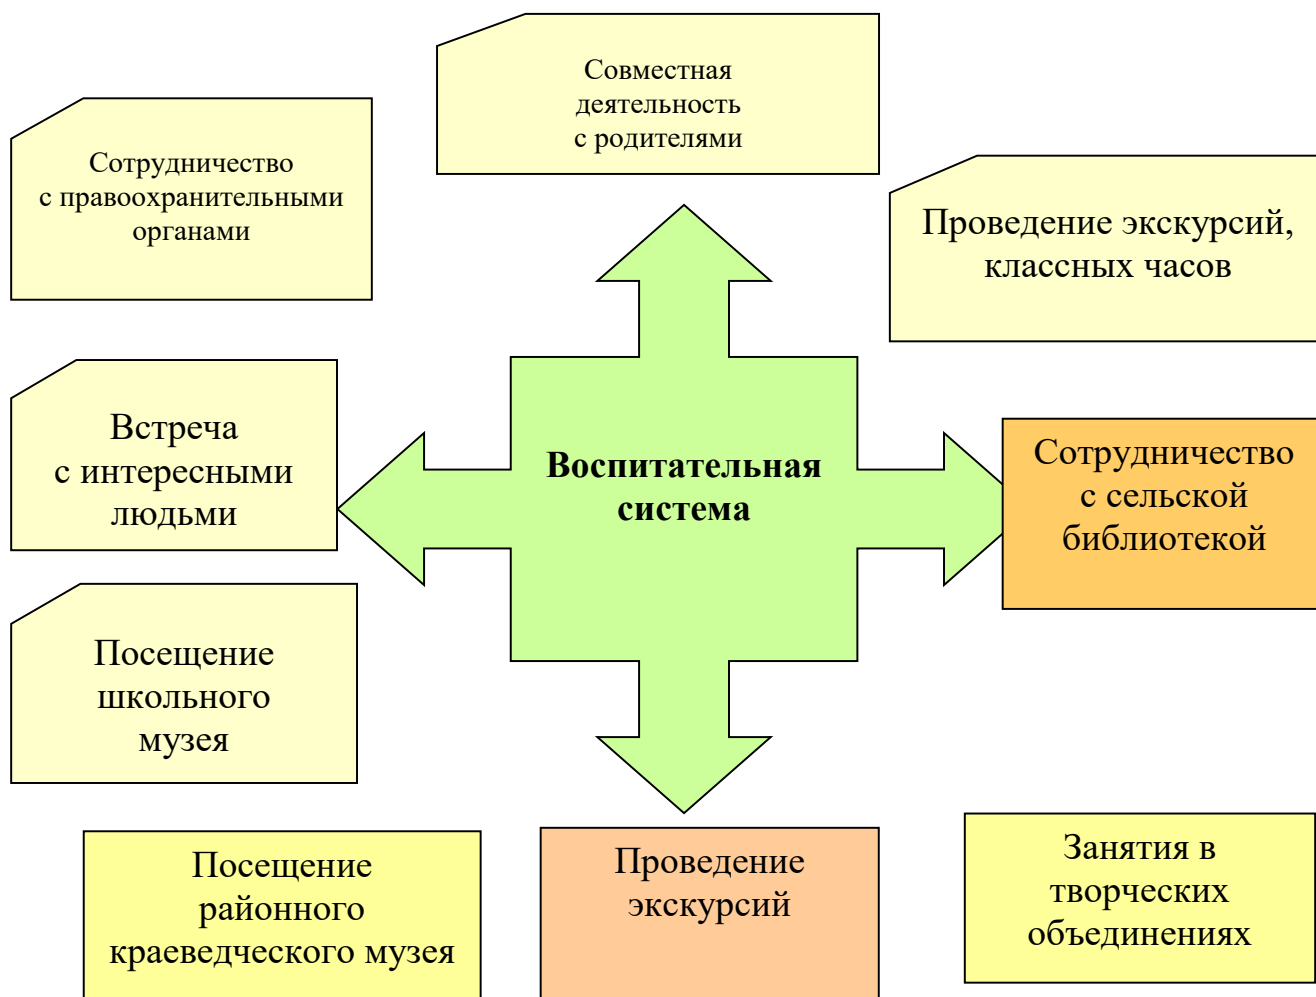 Совместная
деятельность
с родителями
Сотрудничество
с правоохранительными
органами
Проведение экскурсий,
классных часов
Встреча
с интересными
людьми
Воспитательная
система
Сотрудничество
с сельской
библиотекой
Посещение
школьного
музея
Посещение
районного
краеведческого музея
Проведение
экскурсий
Занятия в
творческих
объединениях